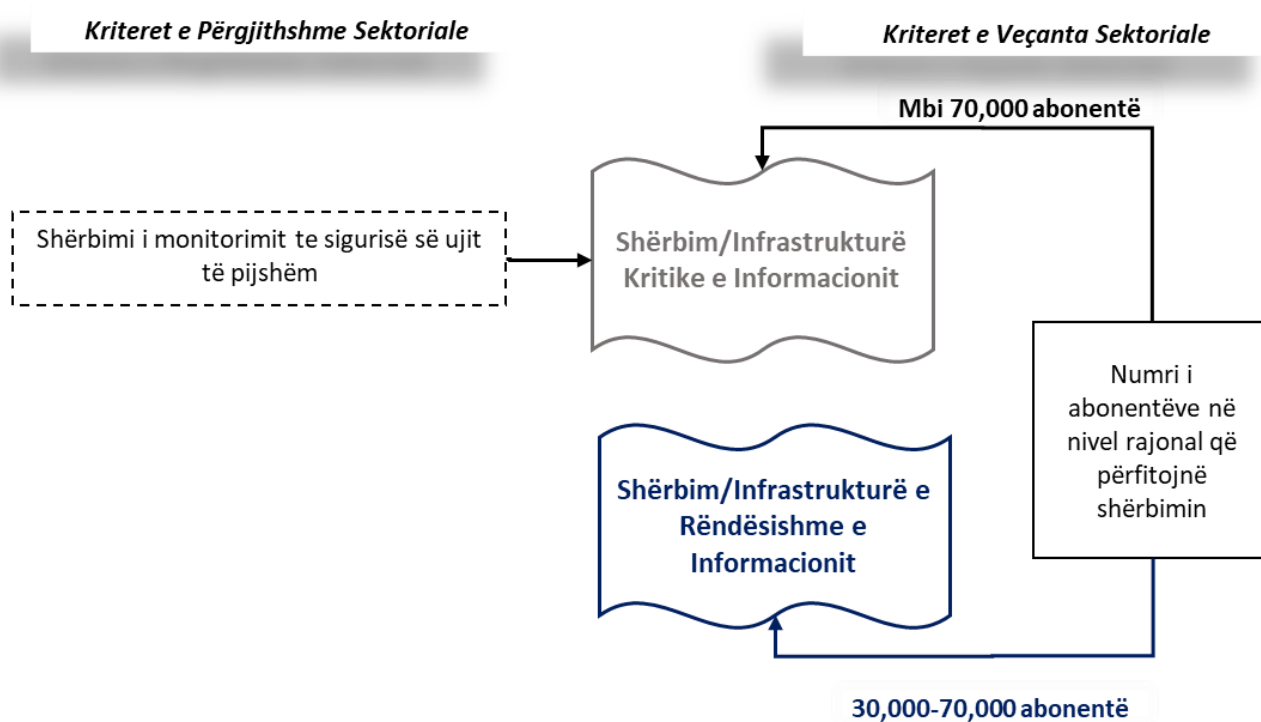 Kriteret e Përgjithshme Sektoriale
Kriteret e Veçanta Sektoriale
Mbi 70,000 abonentë
Shërbimi i monitorimit te sigurisë së ujit
të pijshëm
Shërbim/Infrastrukturë
Kritike e Informacionit
Numri i
abonentëve në
nivel rajonal që
përfitojnë
shërbimin
Shërbim/Infrastrukturë e
Rëndësishme e
Informacionit
30,000-70,000 abonentë